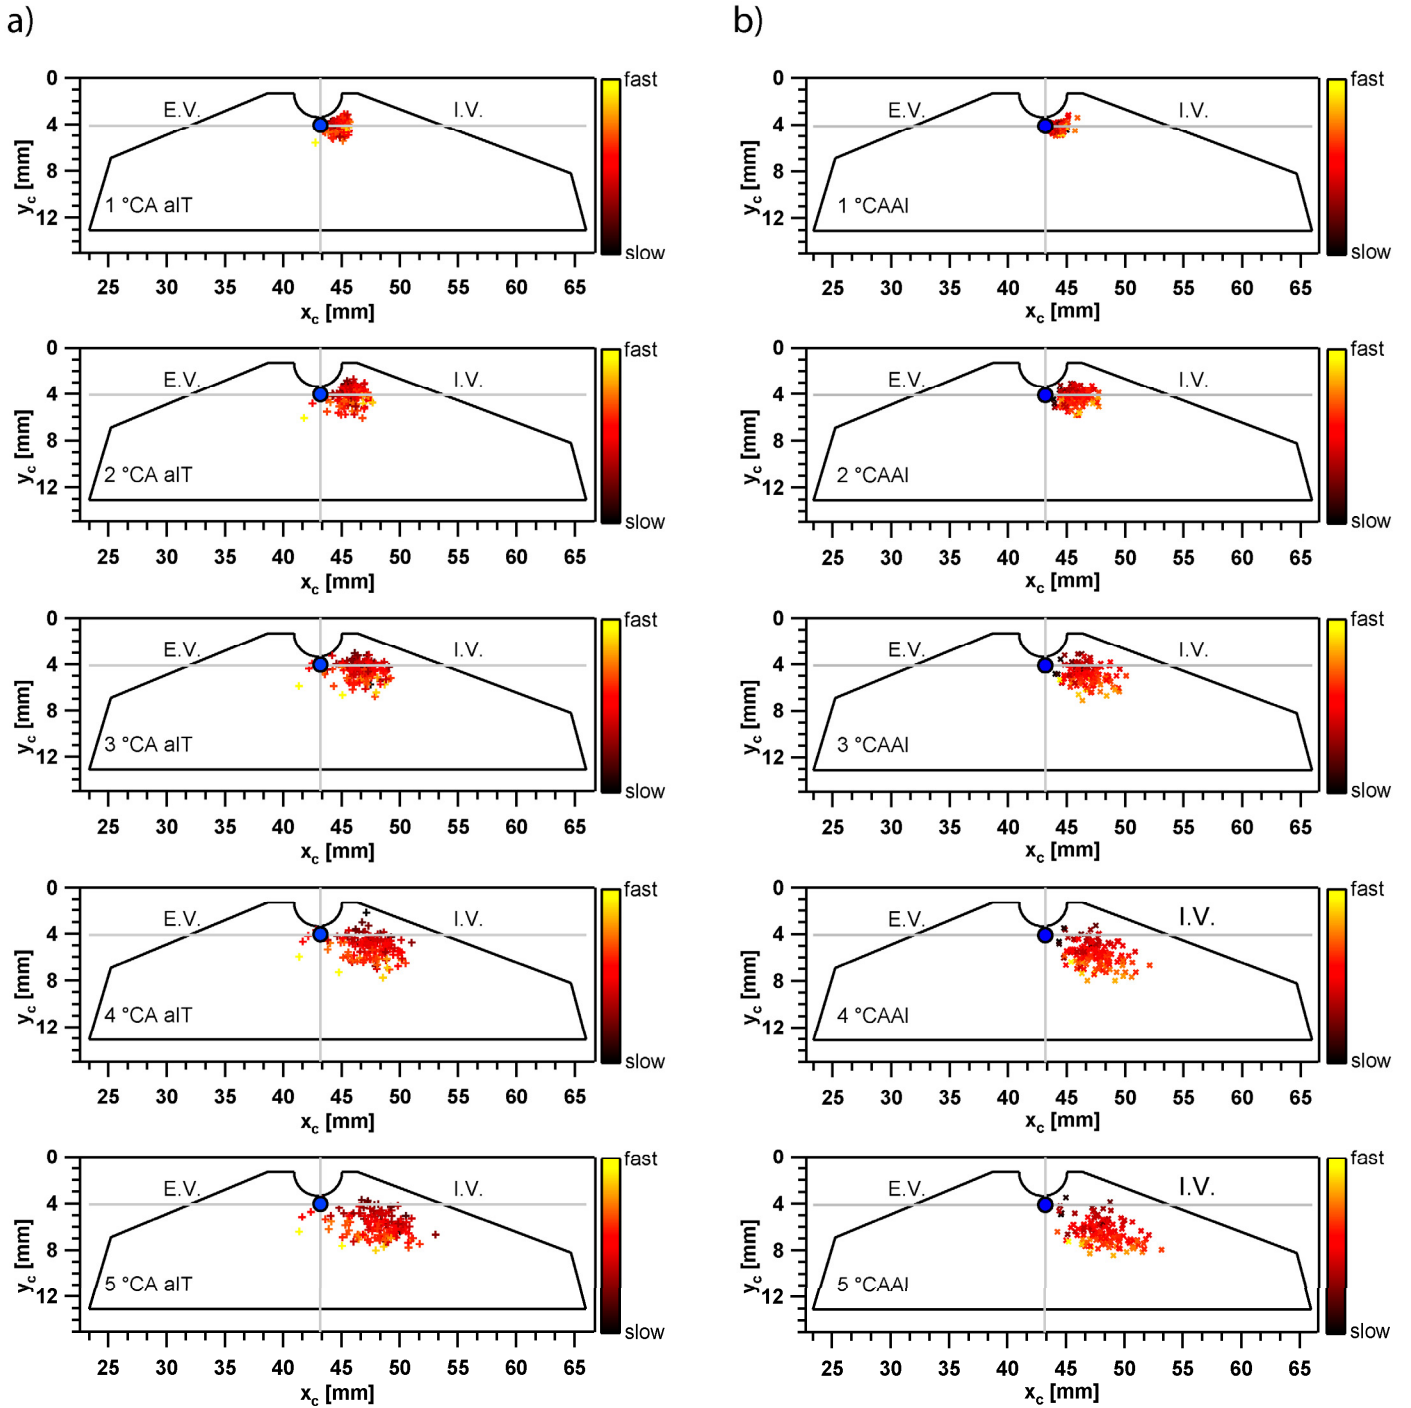 a)
0
4
8
12
y_c [mm]
E.V.
I.V.
1 °CA aIT
25 30 35 40 45 50 55 60 65
x_c [mm]
fast
slow
0
4
8
12
y_c [mm]
E.V.
I.V.
2 °CA aIT
25 30 35 40 45 50 55 60 65
x_c [mm]
fast
slow
0
4
8
12
y_c [mm]
E.V.
I.V.
3 °CA aIT
25 30 35 40 45 50 55 60 65
x_c [mm]
fast
slow
0
4
8
12
y_c [mm]
E.V.
I.V.
4 °CA aIT
25 30 35 40 45 50 55 60 65
x_c [mm]
fast
slow
0
4
8
12
y_c [mm]
E.V.
I.V.
5 °CA aIT
25 30 35 40 45 50 55 60 65
x_c [mm]
fast
slow
b)
0
4
8
12
y_c [mm]
E.V.
I.V.
1 °CAAI
25 30 35 40 45 50 55 60 65
x_c [mm]
fast
slow
0
4
8
12
y_c [mm]
E.V.
I.V.
2 °CAAI
25 30 35 40 45 50 55 60 65
x_c [mm]
fast
slow
0
4
8
12
y_c [mm]
E.V.
I.V.
3 °CAAI
25 30 35 40 45 50 55 60 65
x_c [mm]
fast
slow
0
4
8
12
y_c [mm]
E.V.
I.V.
4 °CAAI
25 30 35 40 45 50 55 60 65
x_c [mm]
fast
slow
0
4
8
12
y_c [mm]
E.V.
I.V.
5 °CAAI
25 30 35 40 45 50 55 60 65
x_c [mm]
fast
slow